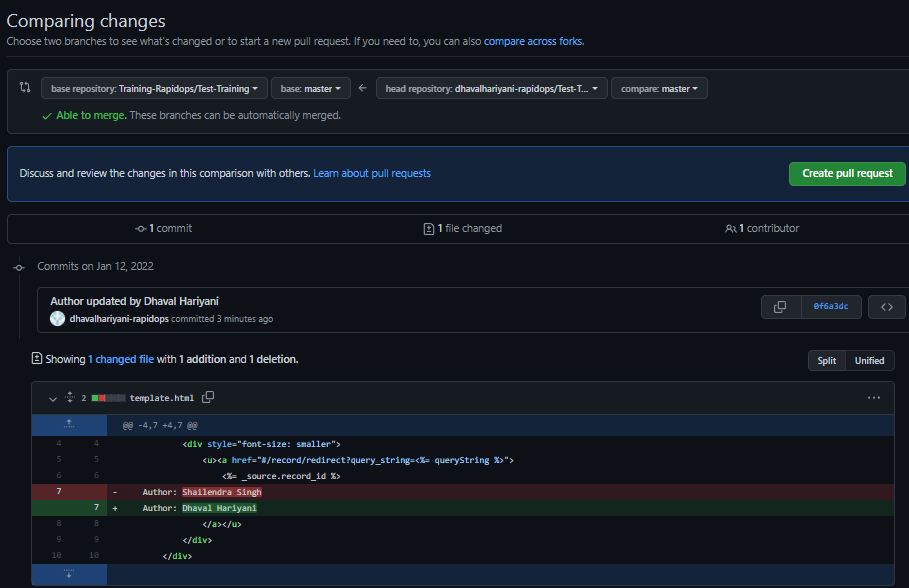 Comparing changes
Choose two branches to see what's changed or to start a new pull request. If you need to, you can also compare across forks.
base repository: Training-Rapidops/Test-Training base: master head repository: dhavalhariyani-rapidops/Test-T... compare: master
Able to merge. These branches can be automatically merged.
Discuss and review the changes in this comparison with others. Learn about pull requests Create pull request
1 commit 1 file changed 1 contributor
Commits on Jan 12, 2022
Author updated by Dhaval Hariyani
dhavalhariyani-rapidops committed 3 minutes ago 0f6a3dc <>
Showing 1 changed file with 1 addition and 1 deletion. Split Unified
2 template.html ...
@@ -4,7 +4,7 @@
4 4 <div style="font-size: smaller">
5 5 <u><a href="#/record/redirect?query_string=<%= queryString %>">
6 6 <%= _source.record_id %>
7 - Author: Shailendra Singh
7 + Author: Dhaval Hariyani
8 8 </a></u>
9 9 </div>
10 10 </div>